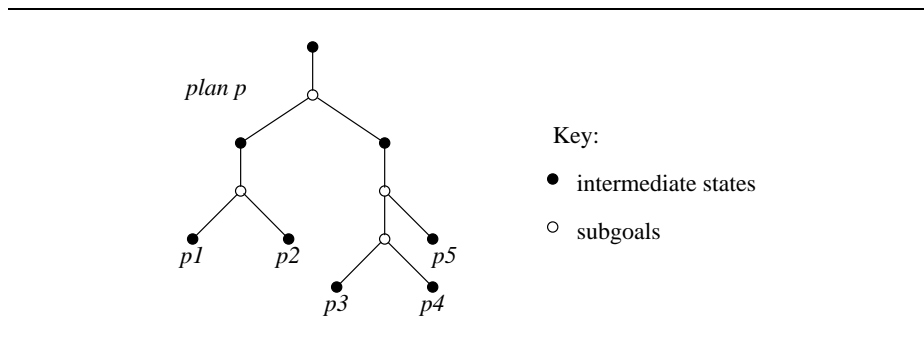 plan p
p1
p2
p5
p3
p4
Key:
intermediate states
subgoals